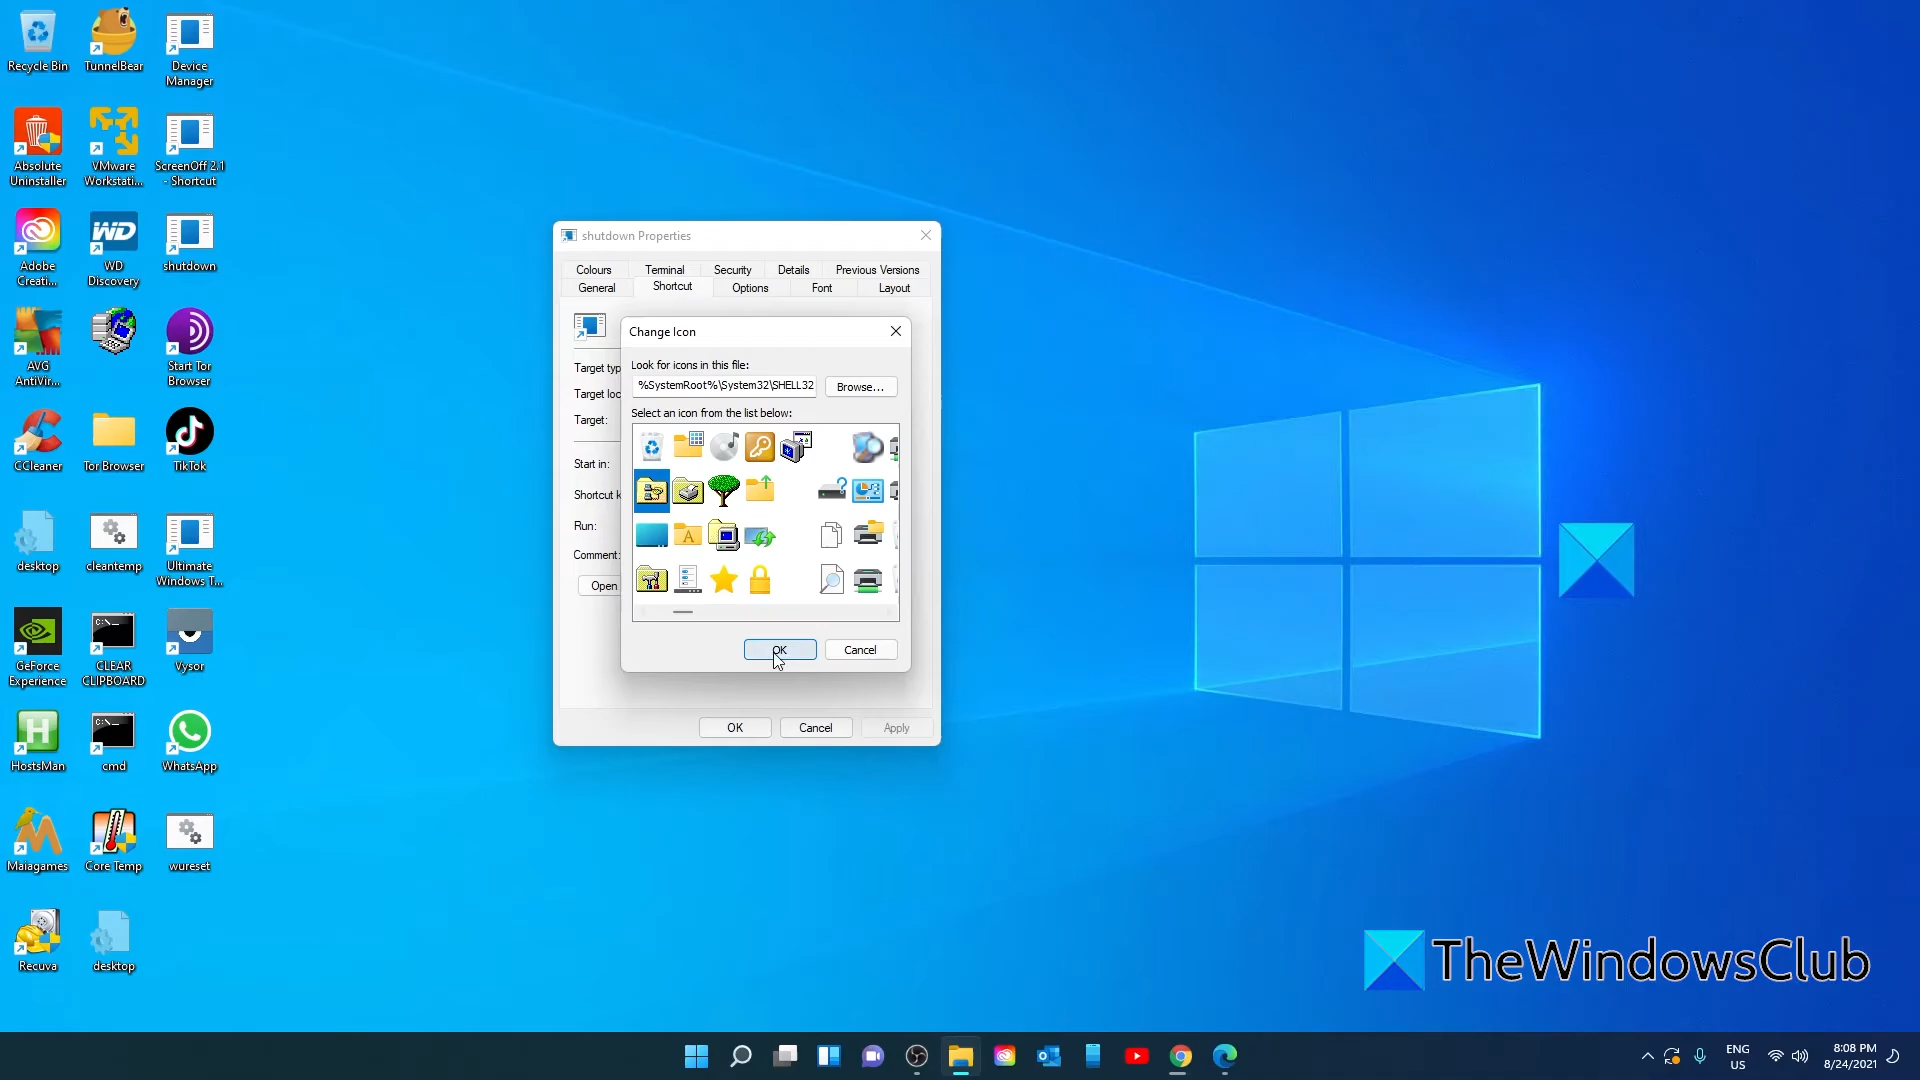 Recycle Bin
TunnelBear
Device
Manager
Absolute
Uninstaller
VMware
Workstati...
ScreenOff 2.1
- Shortcut
Adobe
Creati...
WD
WD
Discovery
shutdown
AVG
AntiVir...
Start Tor
Browser
CCleaner
Tor Browser
TikTok
desktop
cleantemp
Ultimate
Windows T...
GeForce
Experience
C:\_
CLEAR
CLIPBOARD
Vysor
H
HostsMan
C:\_
cmd
WhatsApp
Maiagames
Core Temp
wureset
Recuva
desktop
shutdown Properties
Colours
Terminal
Security
Details
Previous Versions
General
Shortcut
Options
Font
Layout
Target typ
Target loc
Target:
Start in:
Shortcut k
Run:
Comment:
Open
Change Icon
Look for icons in this file:
%SystemRoot%\System32\SHELL32
Browse...
Select an icon from the list below:
A
OK
Cancel
OK
Cancel
Apply
TheWindowsClub
ENG
US
8:08 PM
8/24/2021